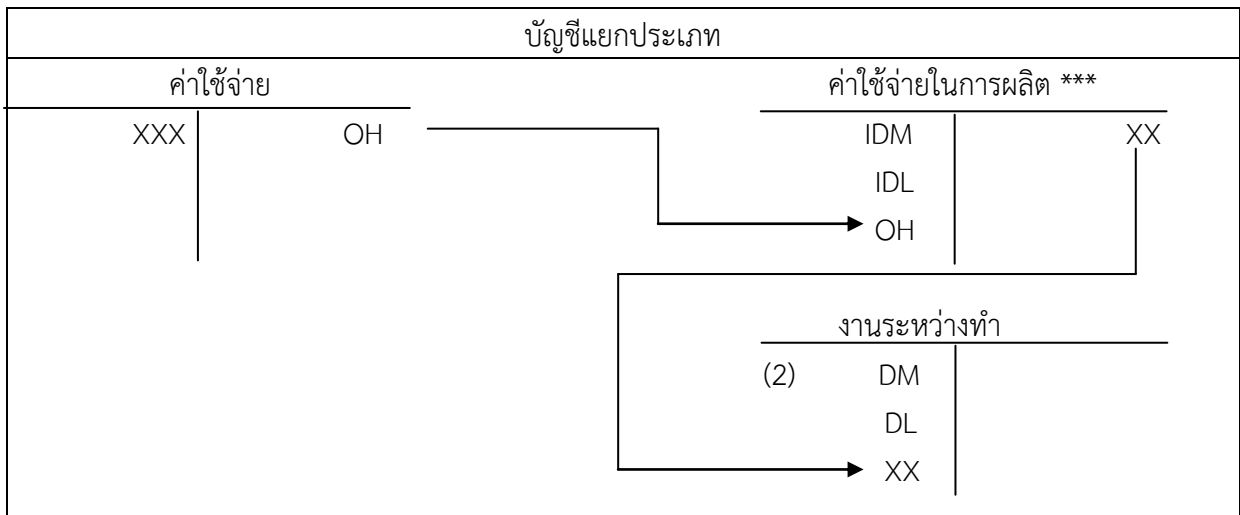 บัญชีแยกประเภท
ค่าใช้จ่าย ค่าใช้จ่ายในการผลิต ***
XXX OH IDM XX
IDL
OH
งานระหว่างทำ
(2) DM
DL
XX